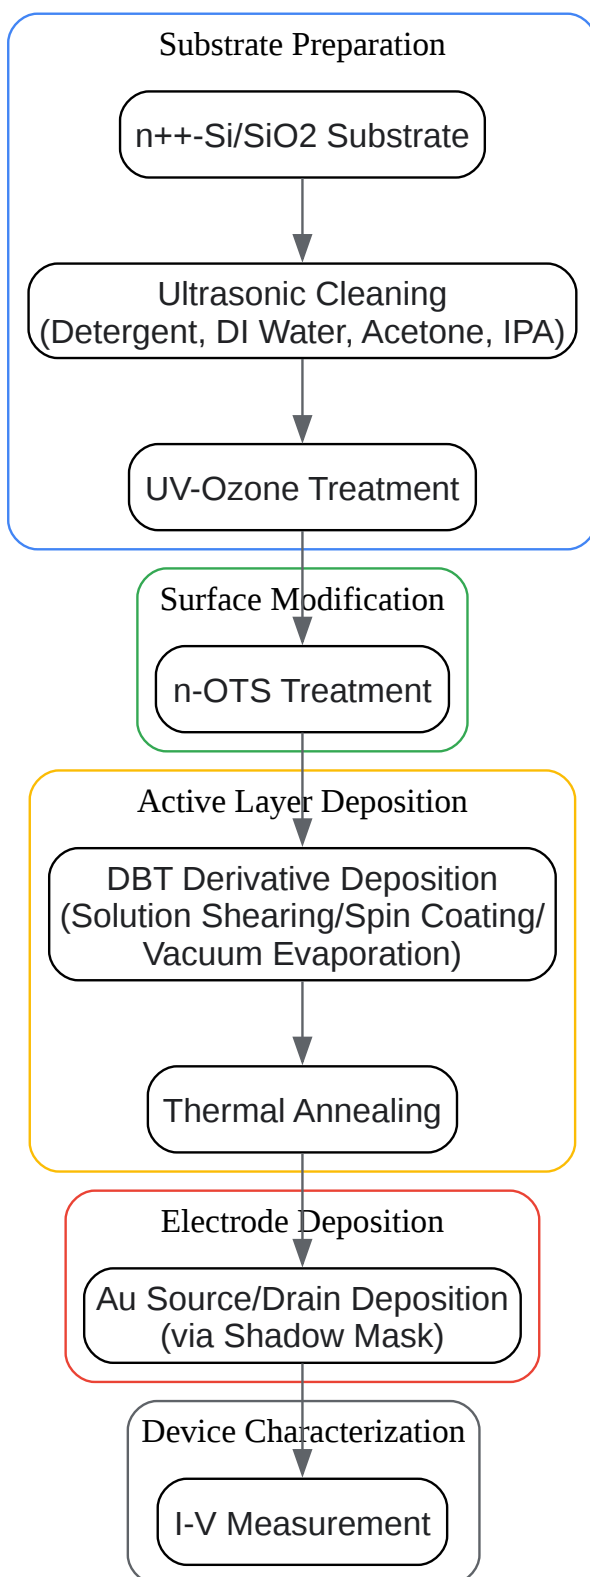 Substrate Preparation
n++-Si/SiO2 Substrate
Ultrasonic Cleaning
(Detergent, DI Water, Acetone, IPA)
UV-Ozone Treatment
Surface Modification
n-OTS Treatment
Active Layer Deposition
DBT Derivative Deposition
(Solution Shearing/Spin Coating/
Vacuum Evaporation)
Thermal Annealing
Electrode Deposition
Au Source/Drain Deposition
(via Shadow Mask)
Device Characterization
I-V Measurement